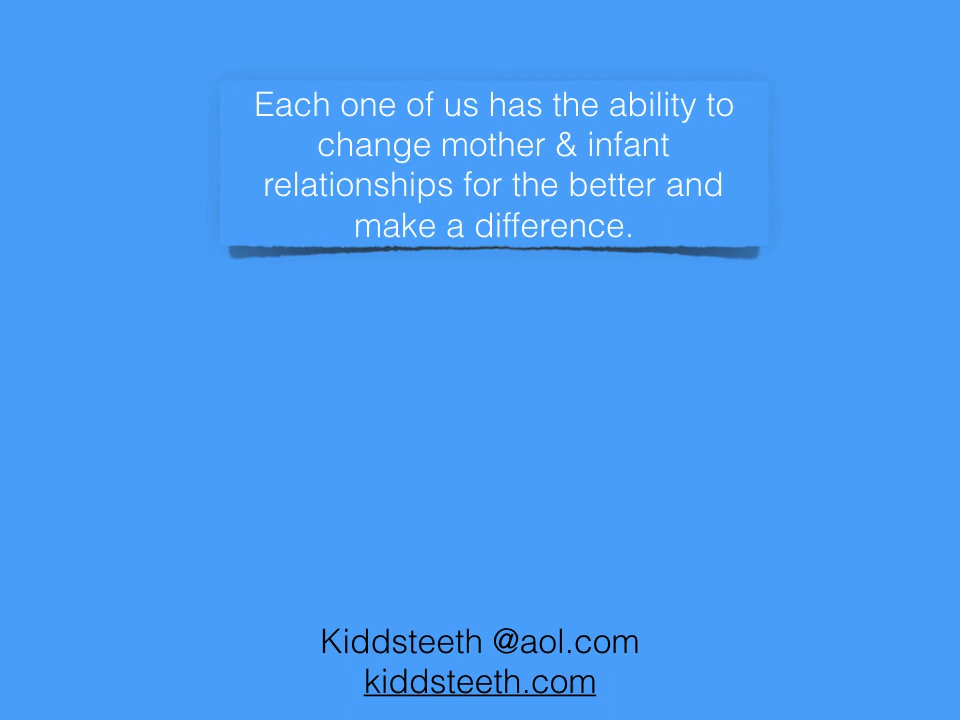 Each one of us has the ability to
change mother & infant
relationships for the better and
make a difference.
Kiddsteeth @aol.com
kiddsteeth.com